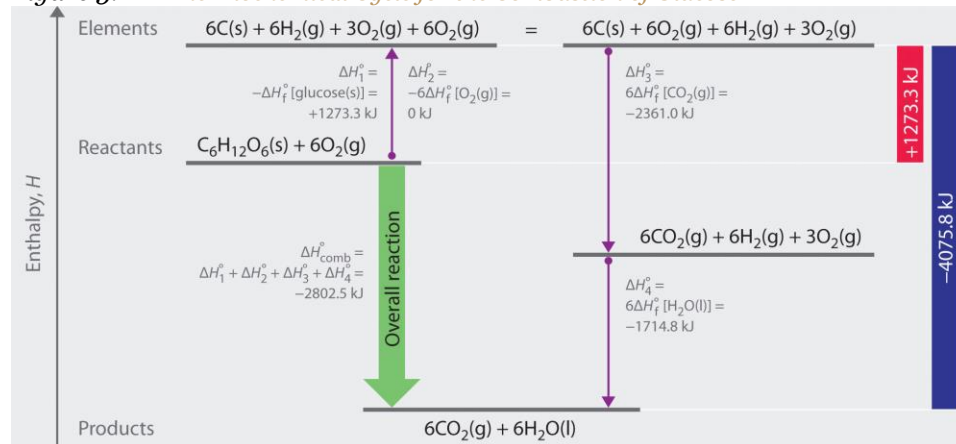 Elements
6C(s) + 6H₂(g) + 3O₂(g) + 6O₂(g) = 6C(s) + 6O₂(g) + 6H₂(g) + 3O₂(g)
ΔH°₁ =
−ΔH°f [glucose(s)] =
+1273.3 kJ
ΔH°₂ =
−6ΔH°f [O₂(g)] =
0 kJ
ΔH°₃ =
6ΔH°f [CO₂(g)] =
−2361.0 kJ
+1273.3 kJ
−4075.8 kJ
Reactants
C₆H₁₂O₆(s) + 6O₂(g)
Enthalpy, H
6CO₂(g) + 6H₂(g) + 3O₂(g)
ΔH°comb =
ΔH°₁ + ΔH°₂ + ΔH°₃ + ΔH°₄ =
−2802.5 kJ
Overall reaction
ΔH°₄ =
6ΔH°f [H₂O(l)] =
−1714.8 kJ
Products
6CO₂(g) + 6H₂O(l)